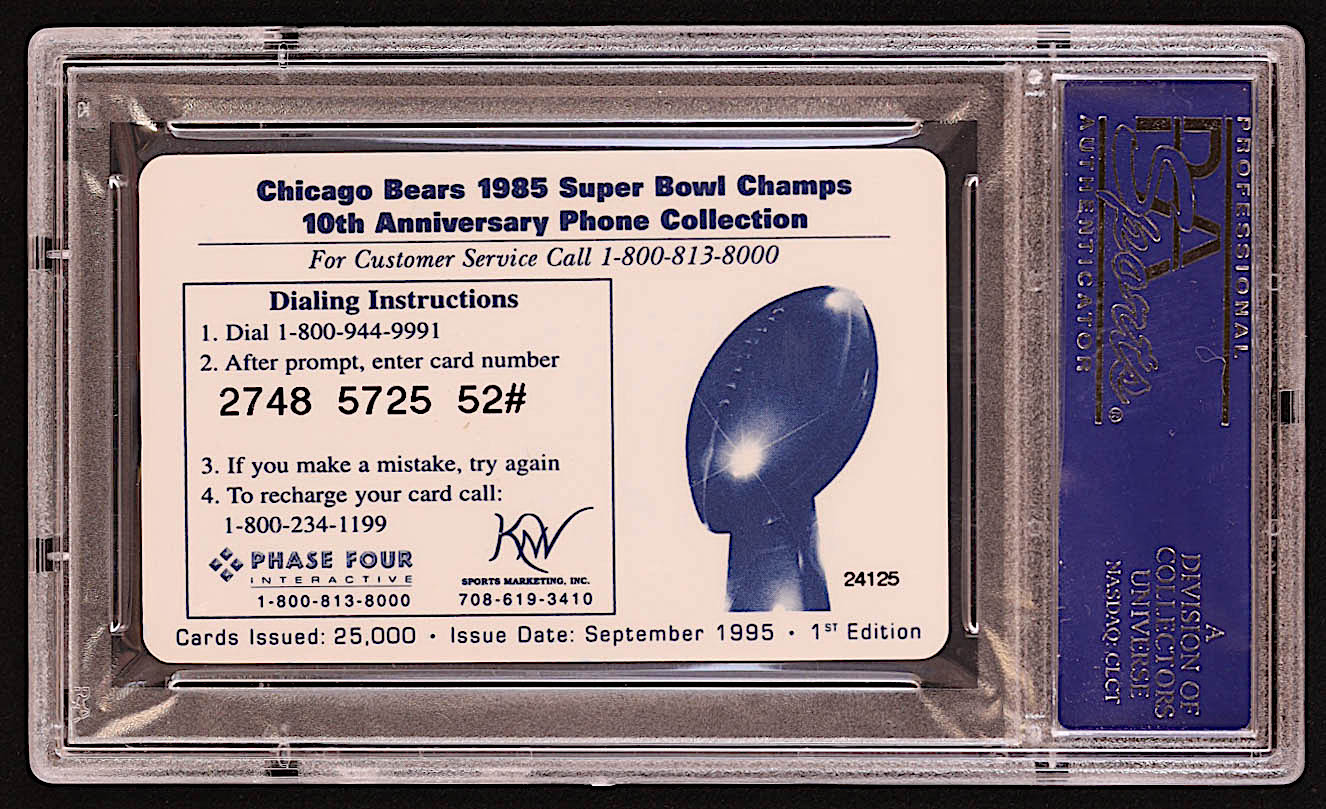 Chicago Bears 1985 Super Bowl Champs
10th Anniversary Phone Collection
For Customer Service Call 1-800-813-8000
Dialing Instructions
1. Dial 1-800-944-9991
2. After prompt, enter card number
2748 5725 52#
3. If you make a mistake, try again
4. To recharge your card call:
1-800-234-1199
PHASE FOUR
INTERACTIVE
1-800-813-8000
KNW
SPORTS MARKETING, INC.
708-619-3410
24125
Cards Issued: 25,000 · Issue Date: September 1995 · 1ST Edition
PROFESSIONAL
PSA
Sports®
AUTHENTICATOR
A
DIVISION OF
COLLECTORS
UNIVERSE
NASDAQ: CLCT
PSA